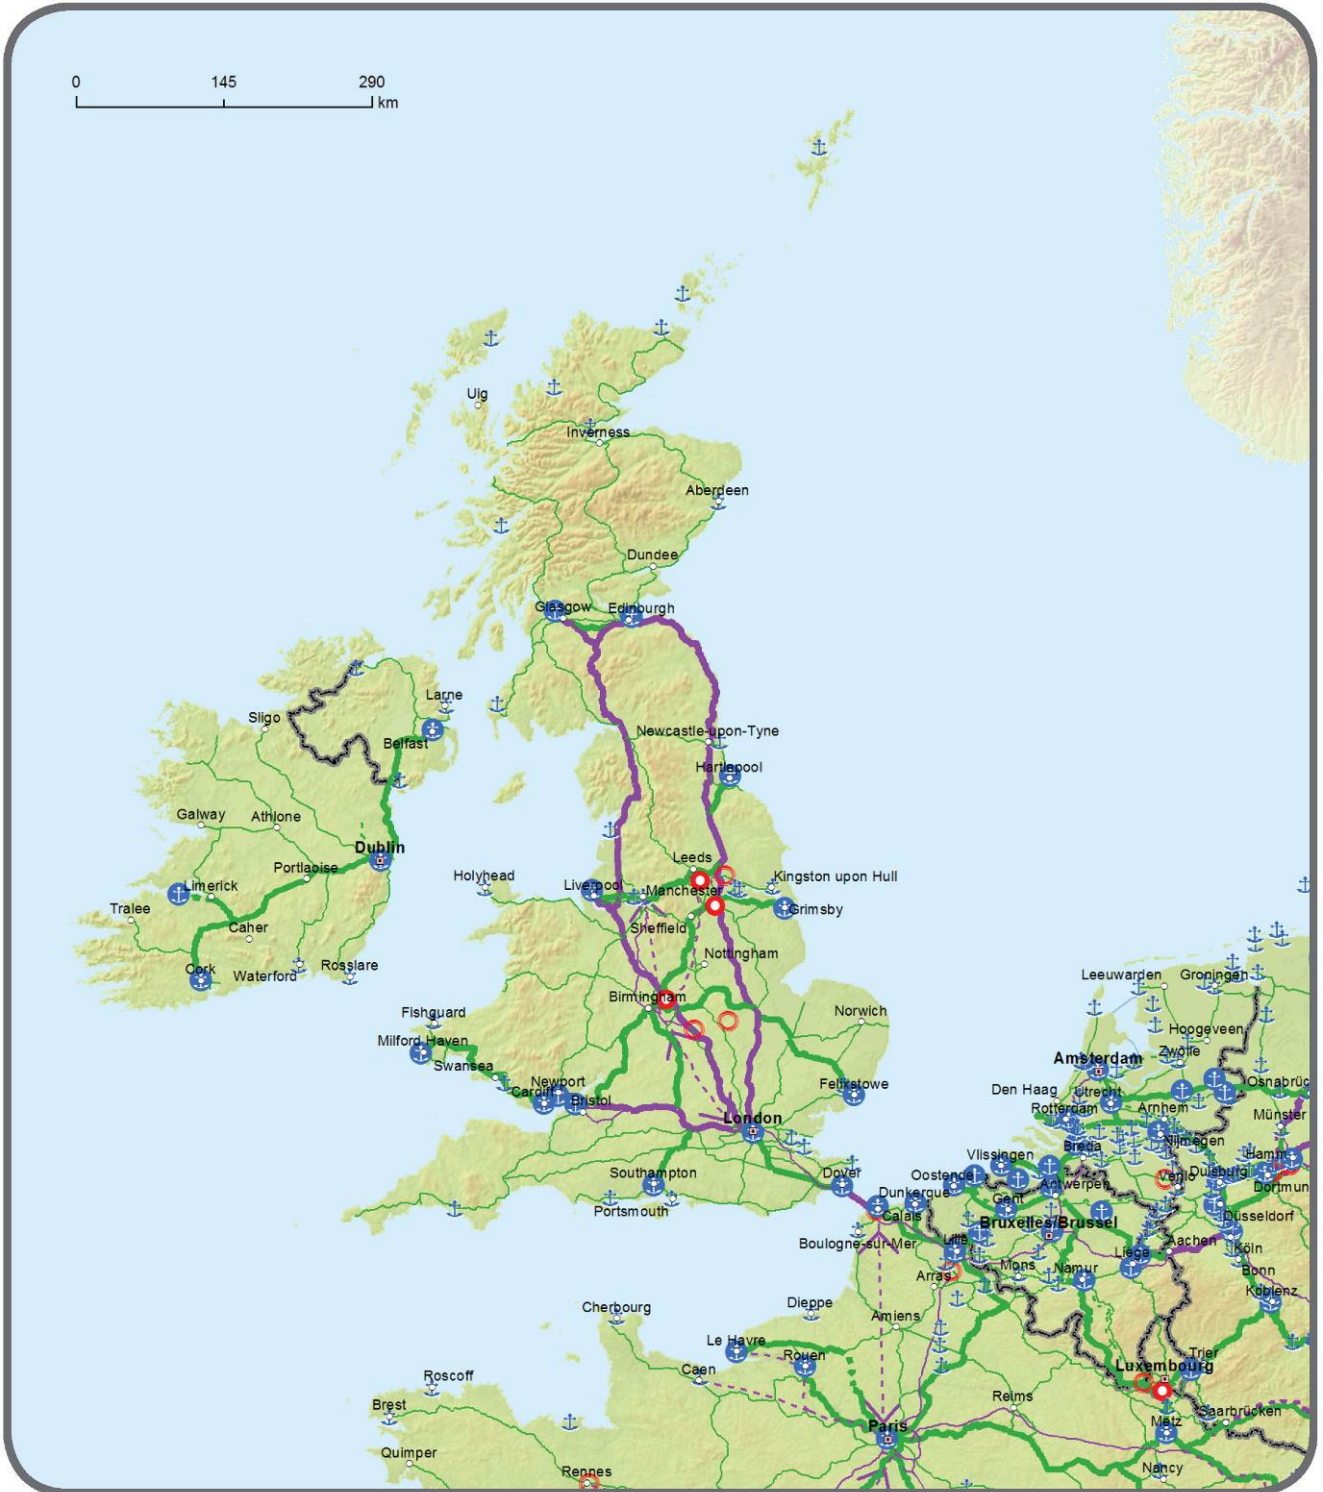 0 145 290
km
Uig
Inverness
Aberdeen
Dundee
Glasgow Edinburgh
Larne
Sligo
Newcastle-upon-Tyne
Belfast
Hartlepool
Galway Athlone
Dublin
Leeds
Portlaoise
Holyhead
Liverpool
Manchester
Kingston upon Hull
Limerick
Tralee
Grimsby
Caher
Sheffield
Nottingham
Cork
Waterford
Rosslare
Leeuwarden Groningen
Birmingham
Fishguard
Norwich
Hoogeveen
Milford Haven
Zwolle
Amsterdam
Swansea
Newport
Felixstowe
Osnabrüc
Cardiff
Bristol
Den Haag Utrecht
Rotterdam
Arnhem
Münster
London
Nijmegen
Breda
Vlissingen
Hamm
Southampton
Dover
Oostende
Venlo
Duisburg
Antwerpen
Dortmun
Dunkerque
Gent
Portsmouth
Calais
Bruxelles/Brussel
Düsseldorf
Boulogne-sur-Mer
Lille
Aachen
Liège
Köln
Mons
Namur
Bonn
Arras
Koblenz
Cherbourg
Dieppe
Amiens
Le Havre
Rouen
Trier
Caen
Luxembourg
Roscoff
Reims
Brest
Saarbrücken
Paris
Metz
Quimper
Rennes
Nancy